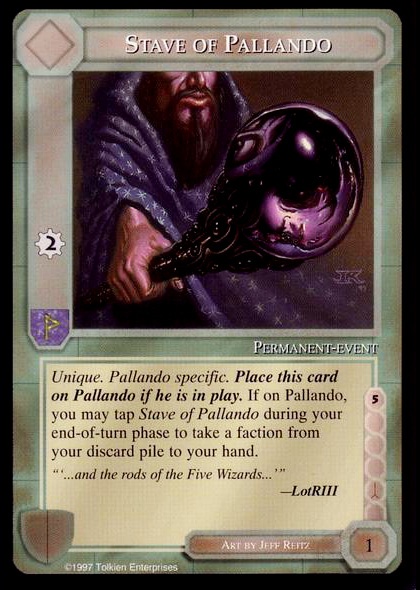 STAVE OF PALLANDO
2
PERMANENT-EVENT
Unique. Pallando specific. Place this card
on Pallando if he is in play. If on Pallando,
you may tap Stave of Pallando during your
end-of-turn phase to take a faction from
your discard pile to your hand.
“‘...and the rods of the Five Wizards...’”
—LotRIII
5
ART BY JEFF REITZ
1
©1997 Tolkien Enterprises